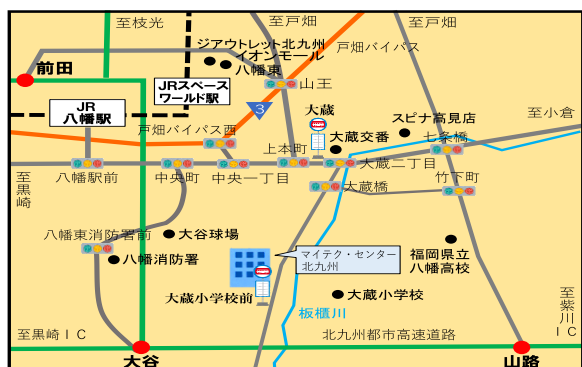 至枝光
至戸畑
至戸畑
ジアウトレット北九州
イオンモール
八幡東
戸畑バイパス
前田
山王
JRスペース
ワールド駅
JR
八幡駅
3
大蔵
スピナ高見店
至小倉
戸畑バイパス西
大蔵交番
七条橋
上本町
八幡駅前
中央町
中央一丁目
大蔵二丁目
至黒崎
大蔵橋
竹下町
八幡東消防署前
大谷球場
マイテク・センター
北九州
福岡県立
八幡高校
八幡消防署
大蔵小学校前
大蔵小学校
板櫃川
至紫川IC
至黒崎IC
北九州都市高速道路
大谷
山路